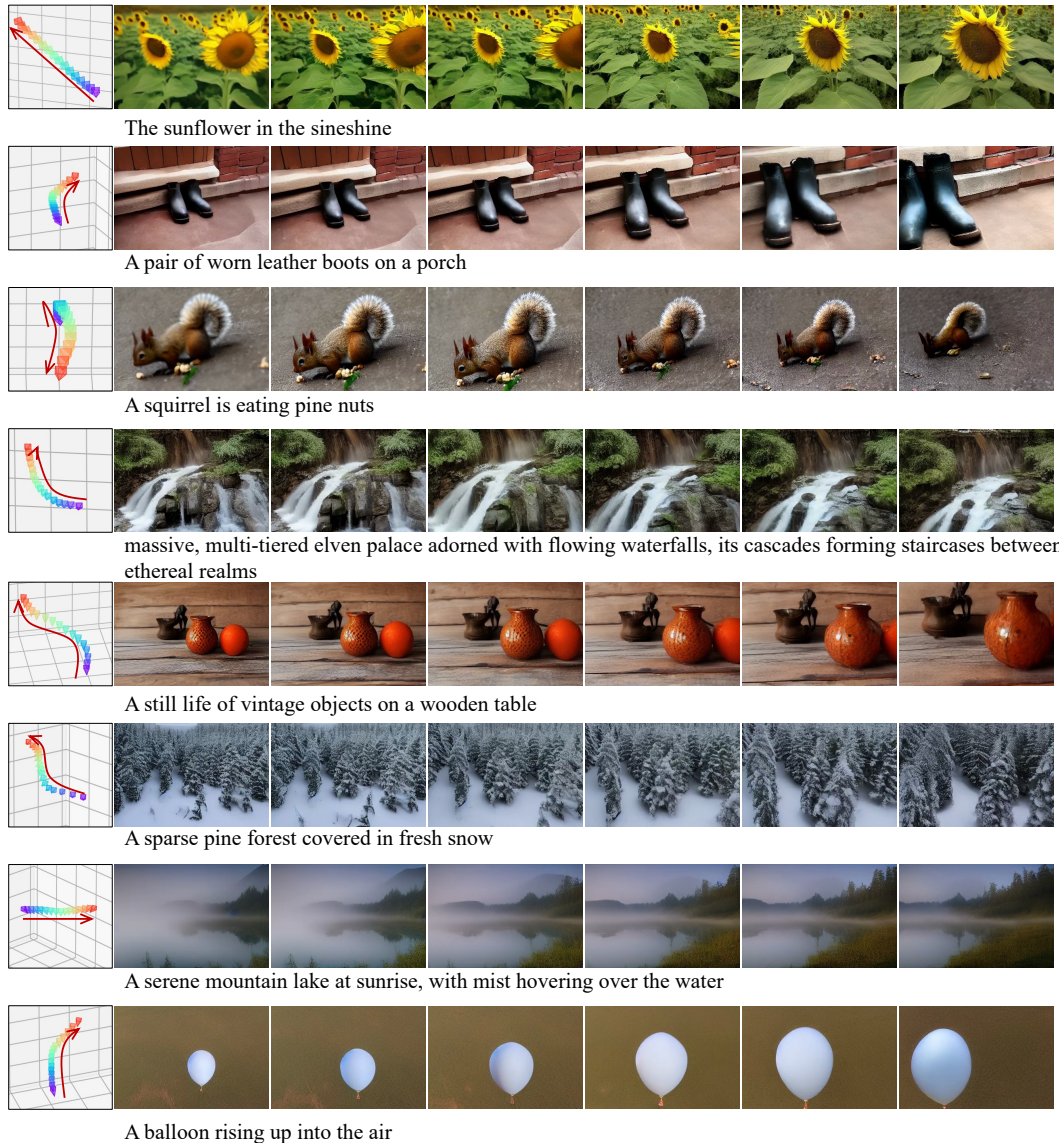 The sunflower in the sineshine
A pair of worn leather boots on a porch
A squirrel is eating pine nuts
massive, multi-tiered elven palace adorned with flowing waterfalls, its cascades forming staircases between
ethereal realms
A still life of vintage objects on a wooden table
A sparse pine forest covered in fresh snow
A serene mountain lake at sunrise, with mist hovering over the water
A balloon rising up into the air